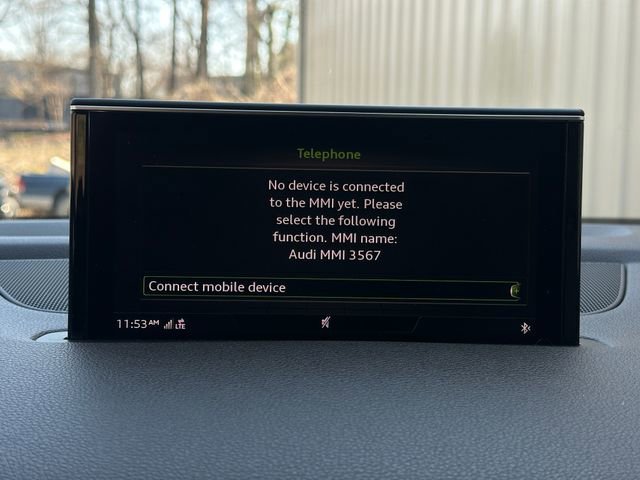 Telephone
No device is connected
to the MMI yet. Please
select the following
function. MMI name:
Audi MMI 3567
Connect mobile device
11:53 AM LTE